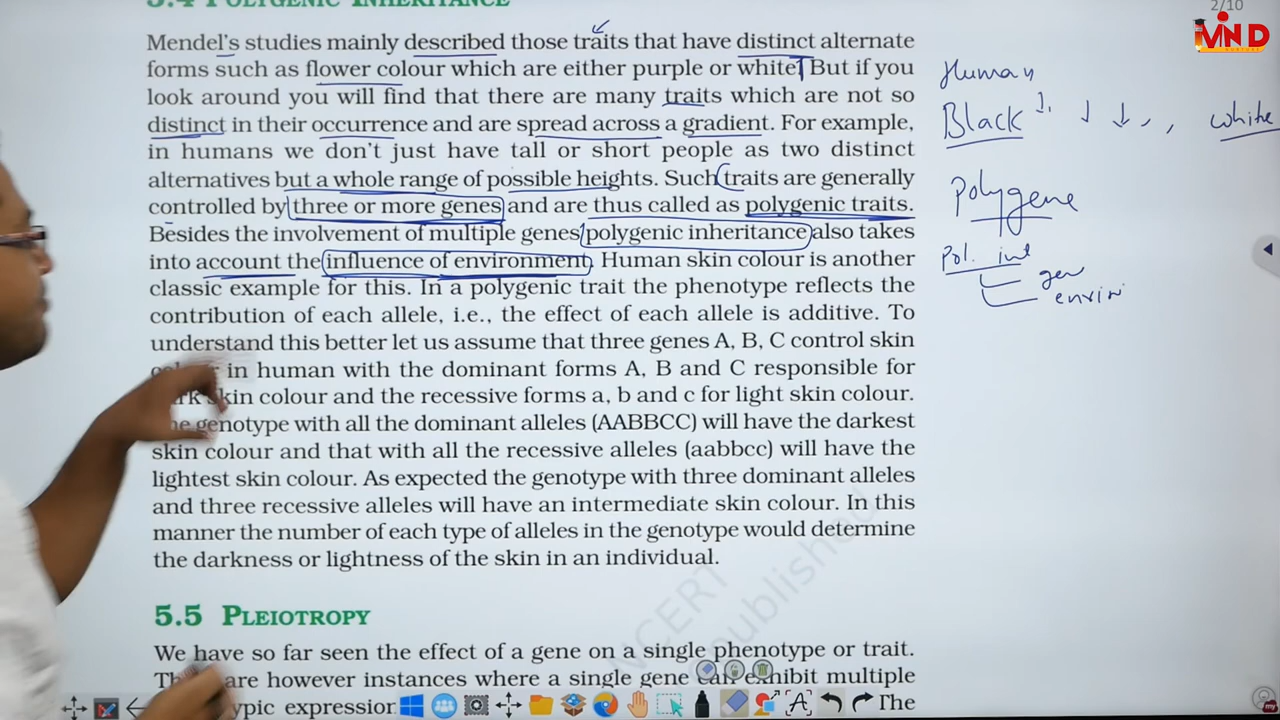 5.4 POLYGENIC INHERITANCE
2/10
MIND
Mendel's studies mainly described those traits that have distinct alternate
forms such as flower colour which are either purple or white. But if you
look around you will find that there are many traits which are not so
distinct in their occurrence and are spread across a gradient. For example,
in humans we don't just have tall or short people as two distinct
alternatives but a whole range of possible heights. Such traits are generally
controlled by three or more genes and are thus called as polygenic traits.
Besides the involvement of multiple genes polygenic inheritance also takes
into account the influence of environment. Human skin colour is another
classic example for this. In a polygenic trait the phenotype reflects the
contribution of each allele, i.e., the effect of each allele is additive. To
understand this better let us assume that three genes A, B, C control skin
in human with the dominant forms A, B and C responsible for
skin colour and the recessive forms a, b and c for light skin colour.
genotype with all the dominant alleles (AABBCC) will have the darkest
skin colour and that with all the recessive alleles (aabbcc) will have the
lightest skin colour. As expected the genotype with three dominant alleles
and three recessive alleles will have an intermediate skin colour. In this
manner the number of each type of alleles in the genotype would determine
the darkness or lightness of the skin in an individual.
Human
Black white
Polygene
Pol. int
gen
envir
5.5 PLEIOTROPY
We have so far seen the effect of a gene on a single phenotype or trait.
are however instances where a single gene can exhibit multiple
The
NCERT